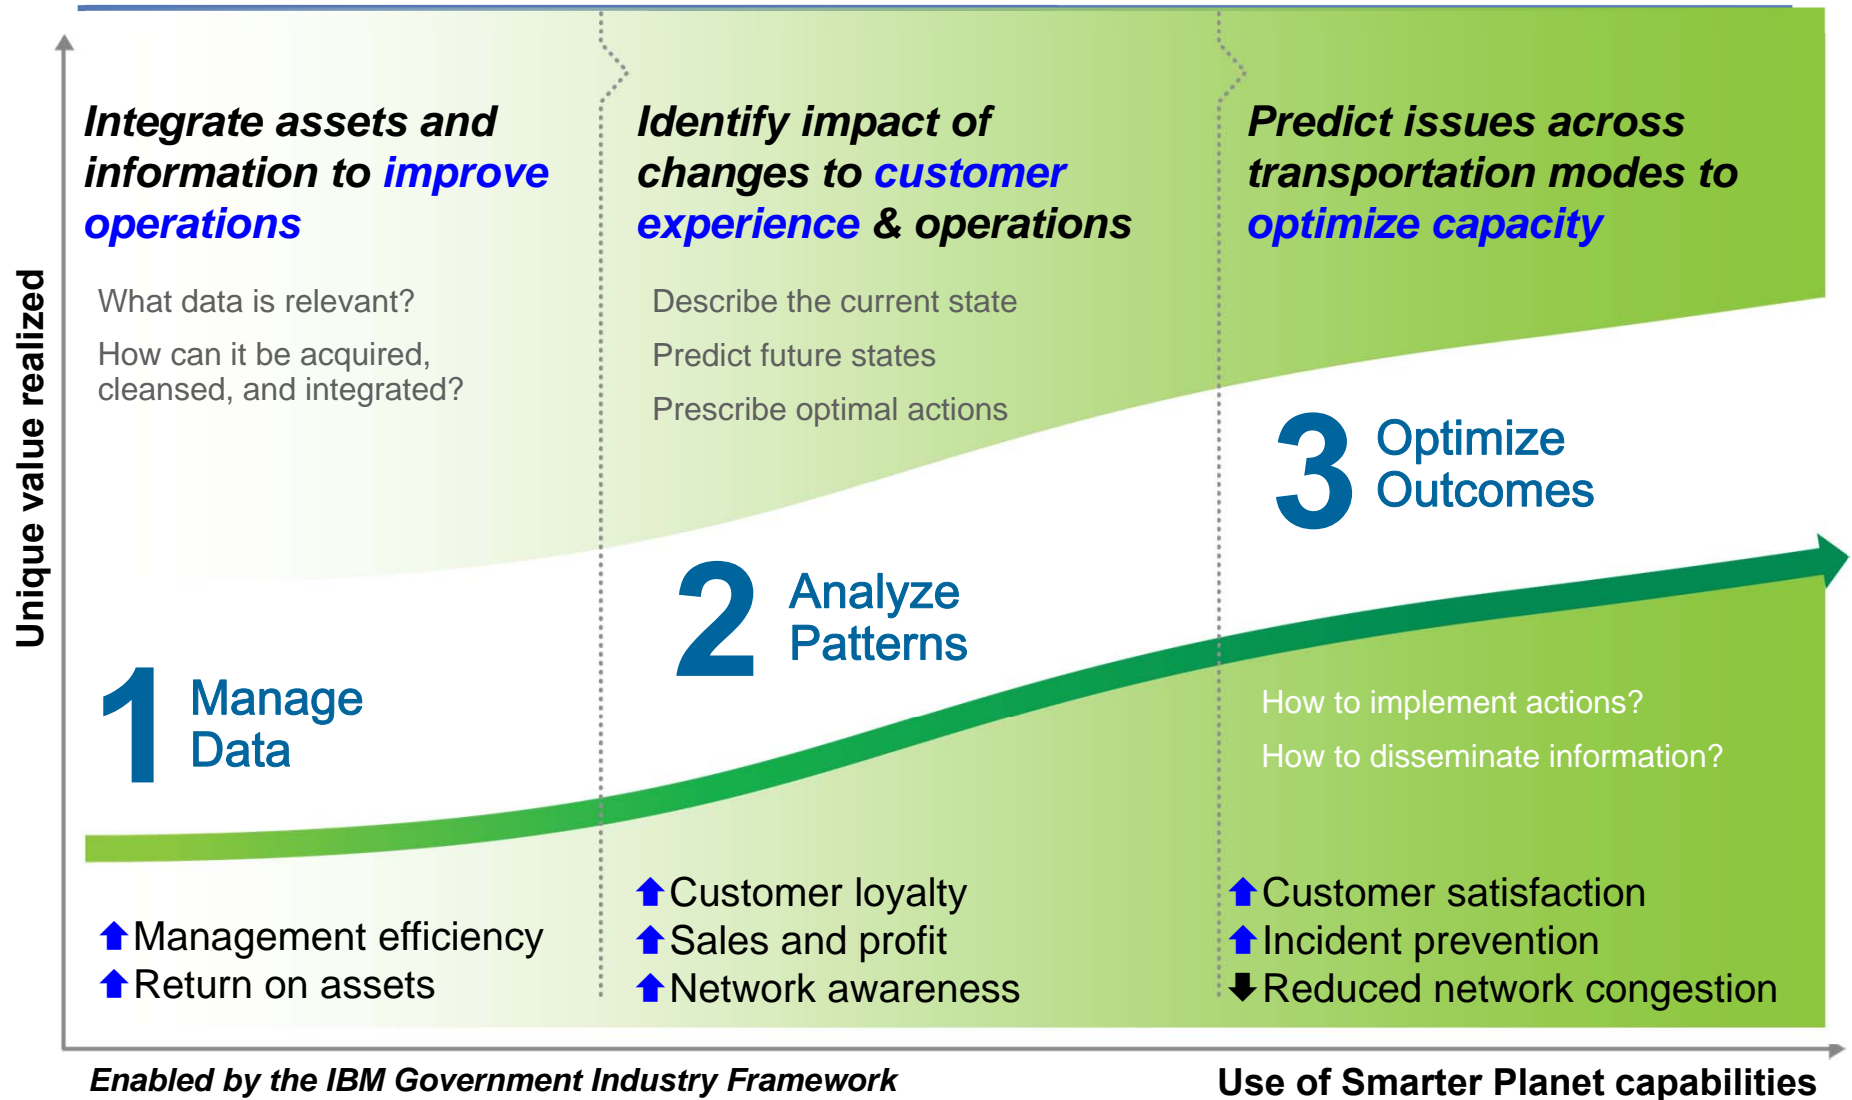 Unique value realized
Integrate assets and
information to improve
operations
What data is relevant?
How can it be acquired,
cleansed, and integrated?
1
Manage
Data
Management efficiency
Return on assets
Identify impact of
changes to customer
experience & operations
Describe the current state
Predict future states
Prescribe optimal actions
2
Analyze
Patterns
Customer loyalty
Sales and profit
Network awareness
Predict issues across
transportation modes to
optimize capacity
3
Optimize
Outcomes
How to implement actions?
How to disseminate information?
Customer satisfaction
Incident prevention
Reduced network congestion
Enabled by the IBM Government Industry Framework
Use of Smarter Planet capabilities